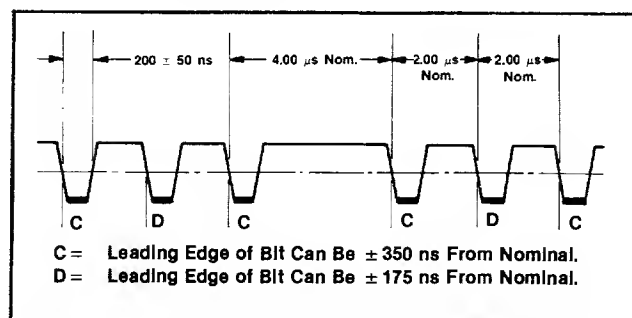 200 ± 50 ns 4.00 μs Nom. 2.00 μs Nom. 2.00 μs Nom.
C D C C D C
C = Leading Edge of Bit Can Be ± 350 ns From Nominal.
D = Leading Edge of Bit Can Be ± 175 ns From Nominal.